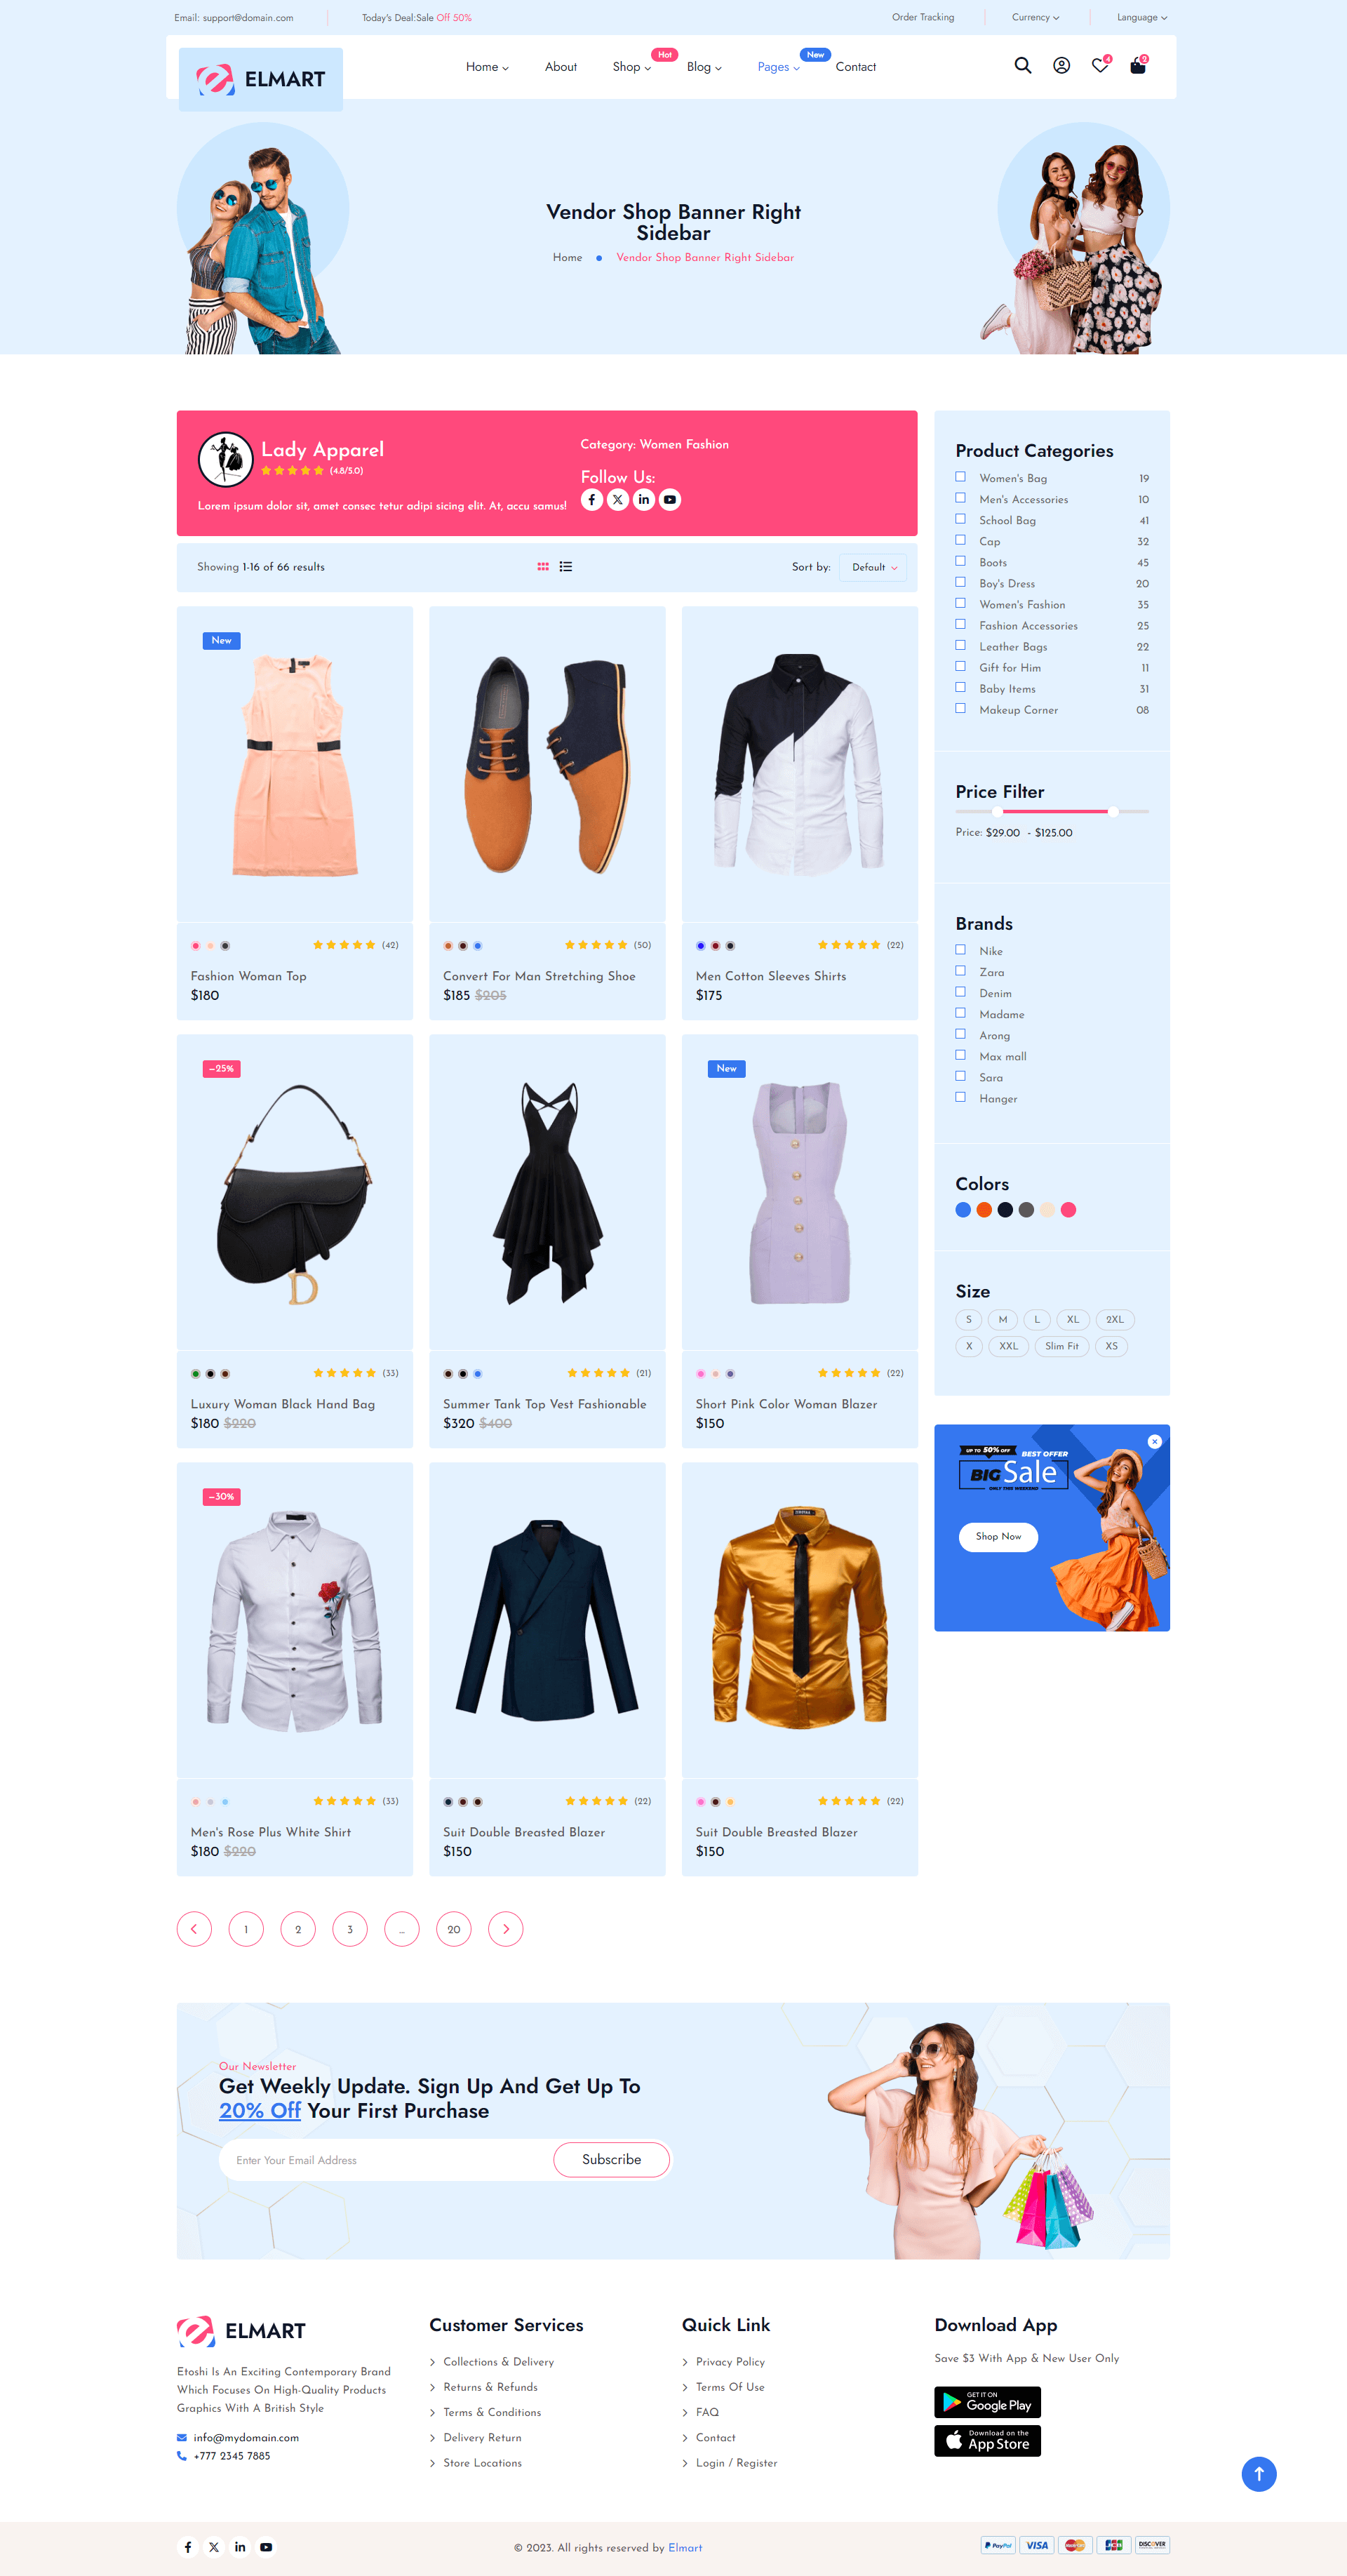 Email: support@domain.com
Today's Deal:Sale Off 50%
Order Tracking
Currency
Language
ELMART
Home
About
Shop
Hot
Blog
Pages
New
Contact
4
2
Vendor Shop Banner Right
Sidebar
Home
Vendor Shop Banner Right Sidebar
Lady Apparel
(4.8/5.0)
Lorem ipsum dolor sit, amet consec tetur adipi sicing elit. At, accu samus!
Category: Women Fashion
Follow Us:
Showing 1-16 of 66 results
Sort by:
Default
New
(42)
Fashion Woman Top
$180
(50)
Convert For Man Stretching Shoe
$185 $205
(22)
Men Cotton Sleeves Shirts
$175
-25%
D
(33)
Luxury Woman Black Hand Bag
$180 $220
(21)
Summer Tank Top Vest Fashionable
$320 $400
New
(22)
Short Pink Color Woman Blazer
$150
-30%
(33)
Men's Rose Plus White Shirt
$180 $220
(22)
Suit Double Breasted Blazer
$150
(22)
Suit Double Breasted Blazer
$150
1
2
3
...
20
Product Categories
Women's Bag 19
Men's Accessories 10
School Bag 41
Cap 32
Boots 45
Boy's Dress 20
Women's Fashion 35
Fashion Accessories 25
Leather Bags 22
Gift for Him 11
Baby Items 31
Makeup Corner 08
Price Filter
Price: $29.00 - $125.00
Brands
Nike
Zara
Denim
Madame
Arong
Max mall
Sara
Hanger
Colors
Size
S M L XL 2XL
X XXL Slim Fit XS
UP TO 50% OFF
BEST OFFER
BIG Sale
ONLY THIS WEEKEND
Shop Now
Our Newsletter
Get Weekly Update. Sign Up And Get Up To
20% Off Your First Purchase
Enter Your Email Address
Subscribe
ELMART
Etoshi Is An Exciting Contemporary Brand
Which Focuses On High-Quality Products
Graphics With A British Style
info@mydomain.com
+777 2345 7885
Customer Services
Collections & Delivery
Returns & Refunds
Terms & Conditions
Delivery Return
Store Locations
Quick Link
Privacy Policy
Terms Of Use
FAQ
Contact
Login / Register
Download App
Save $3 With App & New User Only
GET IT ON
Google Play
Download on the
App Store
© 2023. All rights reserved by Elmart
PayPal
VISA
MasterCard
JCB
DISCOVER